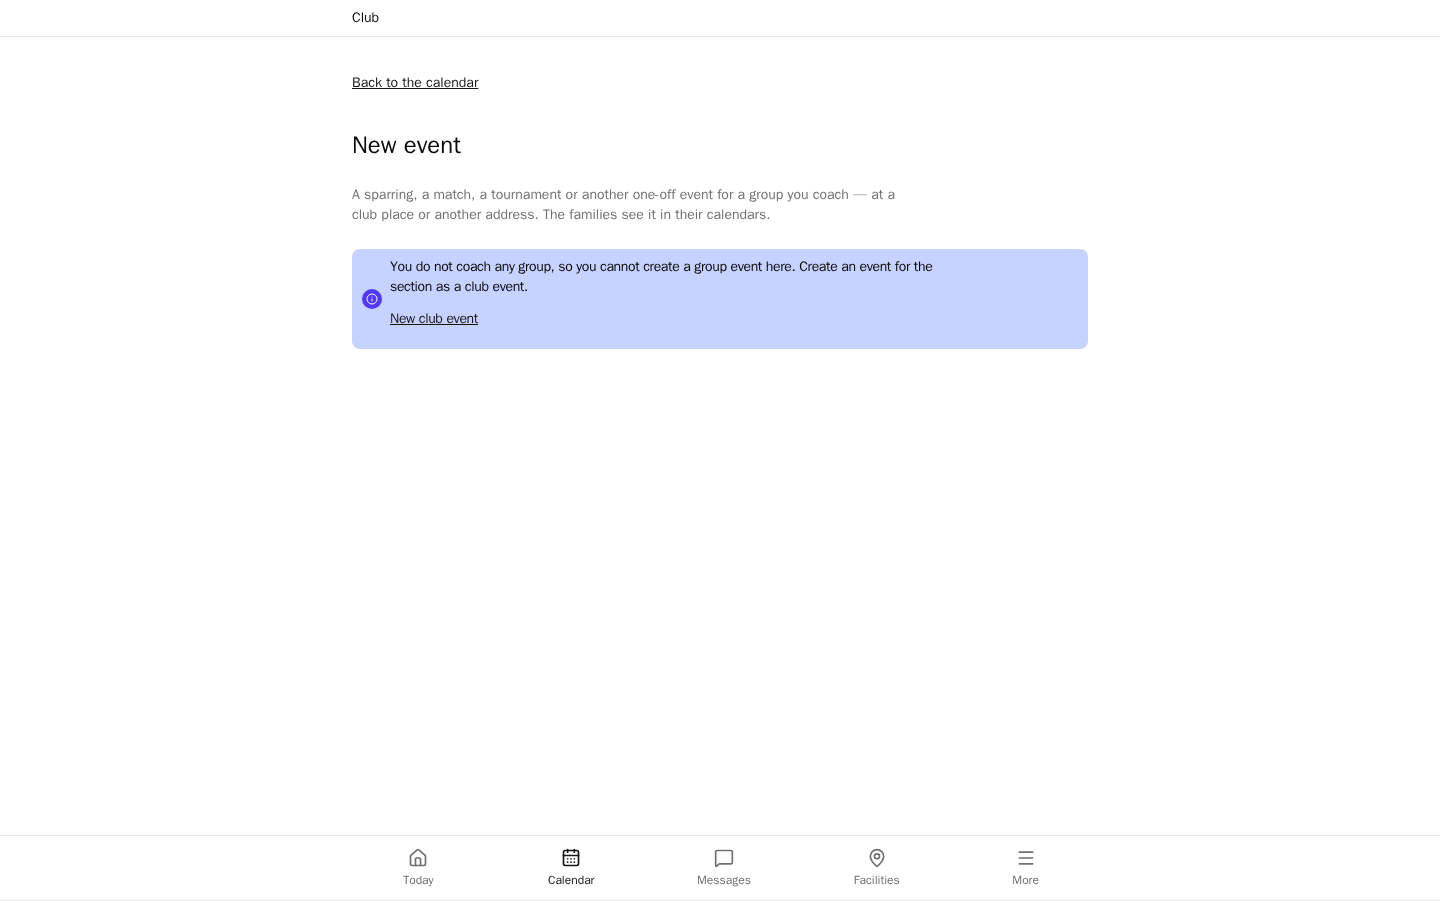 Club
Back to the calendar
New event
A sparring, a match, a tournament or another one-off event for a group you coach — at a
club place or another address. The families see it in their calendars.
You do not coach any group, so you cannot create a group event here. Create an event for the
section as a club event.
New club event
Today
Calendar
Messages
Facilities
More